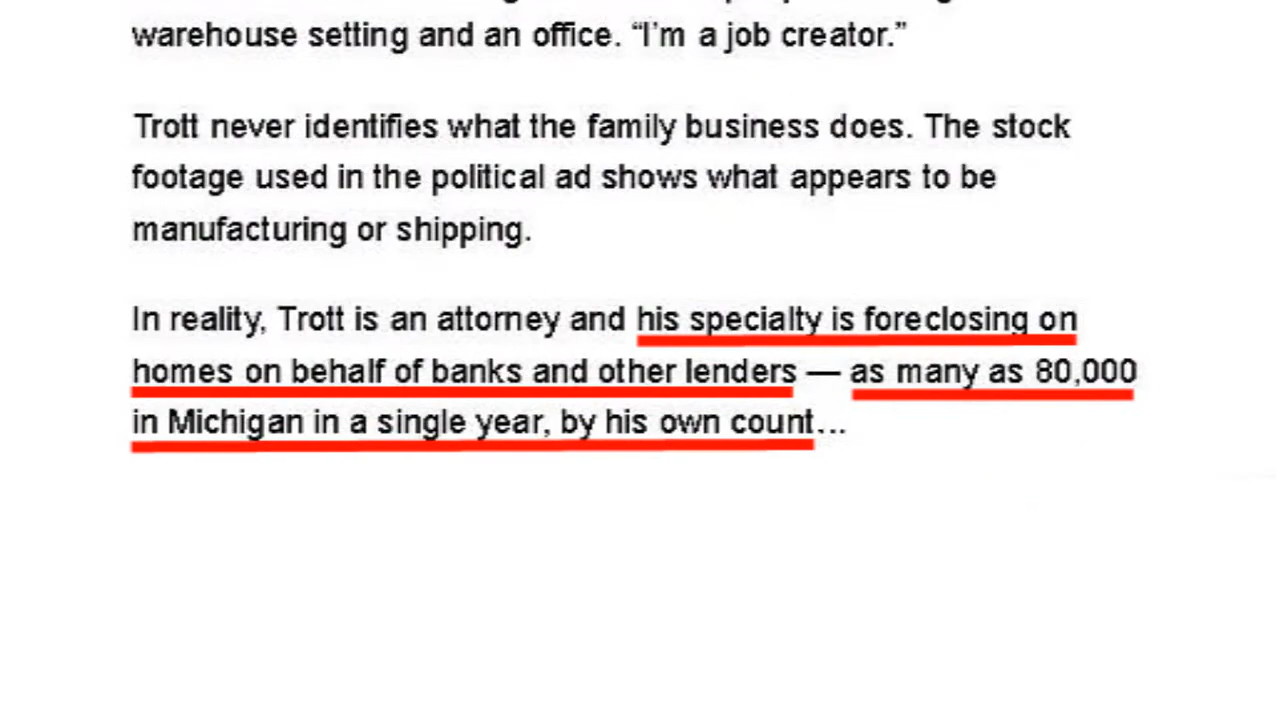 warehouse setting and an office. “I’m a job creator.”
Trott never identifies what the family business does. The stock
footage used in the political ad shows what appears to be
manufacturing or shipping.
In reality, Trott is an attorney and his specialty is foreclosing on
homes on behalf of banks and other lenders — as many as 80,000
in Michigan in a single year, by his own count...